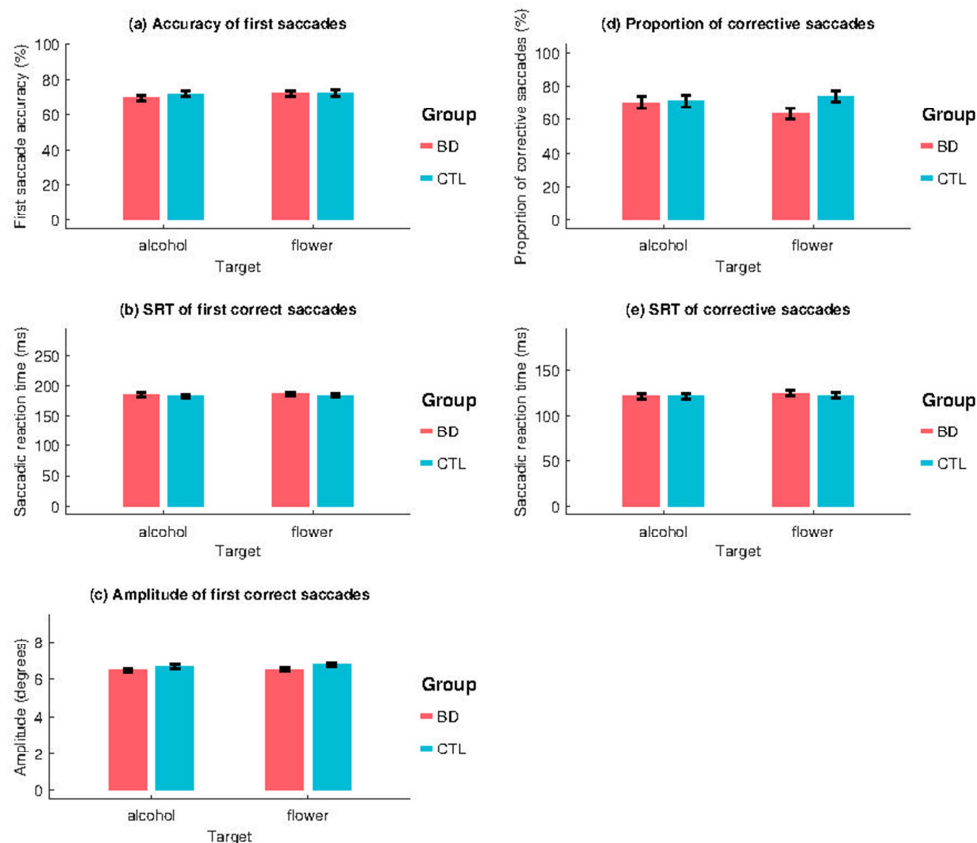 (a) Accuracy of first saccades
First saccade accuracy (%)
100
80
60
40
20
0
alcohol
flower
Target
Group
BD
CTL
(d) Proportion of corrective saccades
Proportion of corrective saccades (%)
100
80
60
40
20
0
alcohol
flower
Target
Group
BD
CTL
(b) SRT of first correct saccades
Saccadic reaction time (ms)
250
200
150
100
50
0
alcohol
flower
Target
Group
BD
CTL
(e) SRT of corrective saccades
Saccadic reaction time (ms)
150
100
50
0
alcohol
flower
Target
Group
BD
CTL
(c) Amplitude of first correct saccades
Amplitude (degrees)
8
6
4
2
0
alcohol
flower
Target
Group
BD
CTL